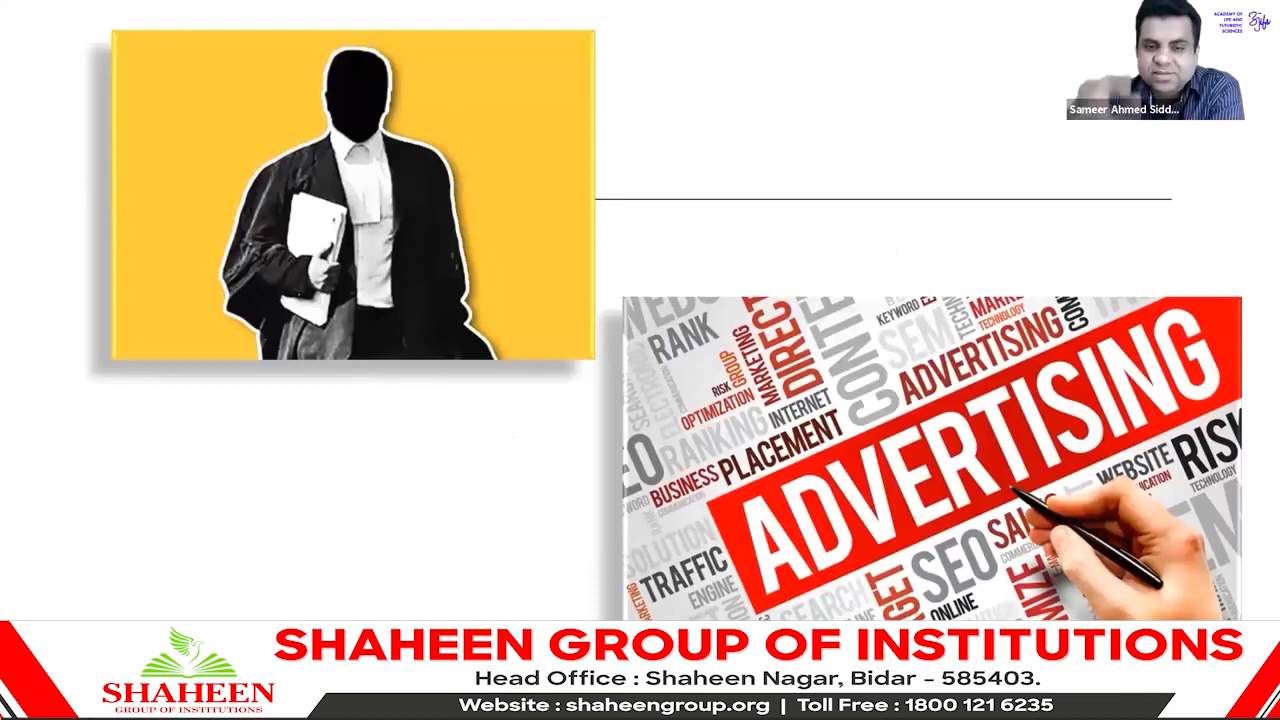 ACADEMY OF
LIFE AND
FUTURISTIC
SCIENCES
Sameer Ahmed Sidd...
KEYWORD
TECHNOLOGY
RANK
MARKETING
DIRECT
SEM
ADVERTISING
GROUP
RISK
OPTIMIZATION
INTERNET
RANKING
PLACEMENT
BUSINESS
ADVERTISING
WEBSITE
RISK
TECHNOLOGY
SOLUTION
TRAFFIC
ENGINE
SEO
SEARCH
ONLINE
SHAHEEN GROUP OF INSTITUTIONS
Head Office : Shaheen Nagar, Bidar - 585403.
SHAHEEN
GROUP OF INSTITUTIONS
Website : shaheengroup.org | Toll Free : 1800 121 6235